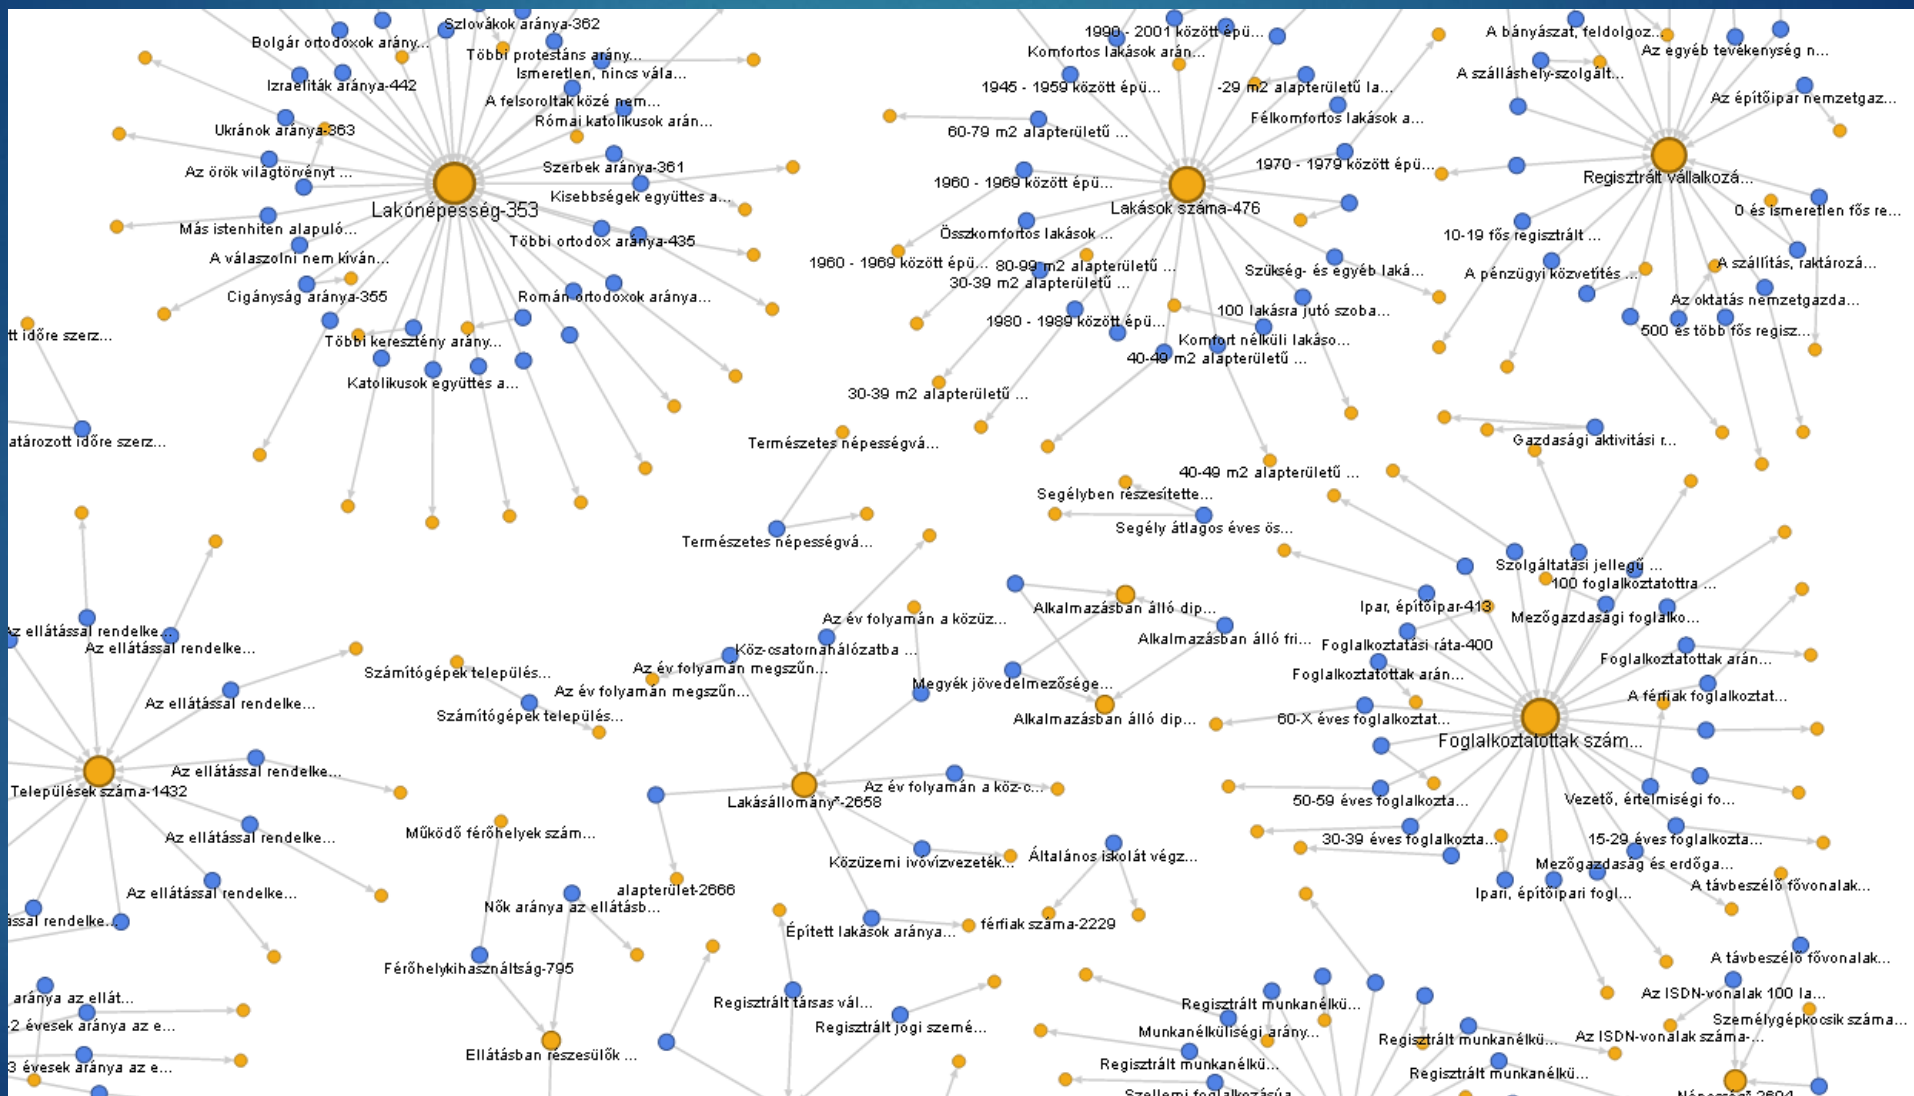 Szlovákok aránya-362
Bolgár ortodoxok arány...
Többi protestáns arány...
Ismeretlen, nincs vála...
Izraeliták aránya-442
A felsoroltak közé nem...
Római katolikusok arán...
Ukránok aránya-363
Szerbek aránya-361
Az örök világtörvényt ...
Kisebbségek együttes a...
Lakónépesség-353
Más istenhiten alapuló...
Többi ortodox aránya-435
A válaszolni nem kíván...
Cigányság aránya-355
Román ortodoxok aránya...
Többi keresztény arány...
Katolikusok együttes a...
tt időre szerz...
atározott időre szerz...
1990 - 2001 között épü...
Komfortos lakások arán...
1945 - 1959 között épü...
-29 m2 alapterületű la...
Félkomfortos lakások a...
60-79 m2 alapterületű ...
1970 - 1979 között épü...
1960 - 1969 között épü...
Lakások száma-476
Összkomfortos lakások ...
1960 - 1969 között épü...
80-99 m2 alapterületű ...
30-39 m2 alapterületű ...
Szükség- és egyéb laká...
100 lakásra jutó szoba...
1980 - 1989 között épü...
Komfort nélküli lakáso...
40-49 m2 alapterületű ...
30-39 m2 alapterületű ...
40-49 m2 alapterületű ...
A bányászat, feldolgoz...
Az egyéb tevékenység n...
A szálláshely-szolgált...
Az építőipar nemzetgaz...
Regisztrált vállalkozá...
0 és ismeretlen fős re...
10-19 fős regisztrált ...
A pénzügyi közvetítés ...
A szállítás, raktározá...
Az oktatás nemzetgazda...
500 és több fős regisz...
Gazdasági aktivitási r...
Természetes népességvá...
Természetes népességvá...
Segélyben részesítette...
Segély átlagos éves ös...
Alkalmazásban álló dip...
Alkalmazásban álló fri...
Megyék jövedelmezősége...
Alkalmazásban álló dip...
Szolgáltatási jellegű ...
100 foglalkoztatottra ...
Ipar, építőipar-413
Mezőgazdasági foglalko...
Foglalkoztatási ráta-400
Foglalkoztatottak arán...
Foglalkoztatottak arán...
A férfiak foglalkoztat...
60-X éves foglalkoztat...
Foglalkoztatottak szám...
50-59 éves foglalkozta...
Vezető, értelmiségi fo...
30-39 éves foglalkozta...
15-29 éves foglalkozta...
Mezőgazdaság és erdőga...
Ipari, építőipari fogl...
A távbeszélő fővonalak...
A távbeszélő fővonalak...
Az ISDN-vonalak 100 la...
Személygépkocsik száma...
Az ISDN-vonalak száma-...
Népesség*-2604
Az ellátással rendelke...
Az ellátással rendelke...
Az ellátással rendelke...
Az ellátással rendelke...
Települések száma-1432
Az ellátással rendelke...
Az ellátással rendelke...
ással rendelke...
Számítógépek település...
Számítógépek település...
Az év folyamán a közüz...
Köz-csatornahálózatba ...
Az év folyamán megszűn...
Az év folyamán megszűn...
Az év folyamán a köz-c...
Lakásállomány*-2658
Közüzemi ivóvízvezeték...
alapterület-2666
Épített lakások aránya...
Általános iskolát végz...
férfiak száma-2229
Működő férőhelyek szám...
Nők aránya az ellátásb...
Férőhelykihasználtság-795
Ellátásban részesülők ...
aránya az ellát...
-2 évesek aránya az e...
3 évesek aránya az e...
Regisztrált társas vál...
Regisztrált jogi szemé...
Regisztrált munkanélkü...
Munkanélküliségi arány...
Regisztrált munkanélkü...
Szellemi foglalkozásúa...
Regisztrált munkanélkü...
Regisztrált munkanélkü...